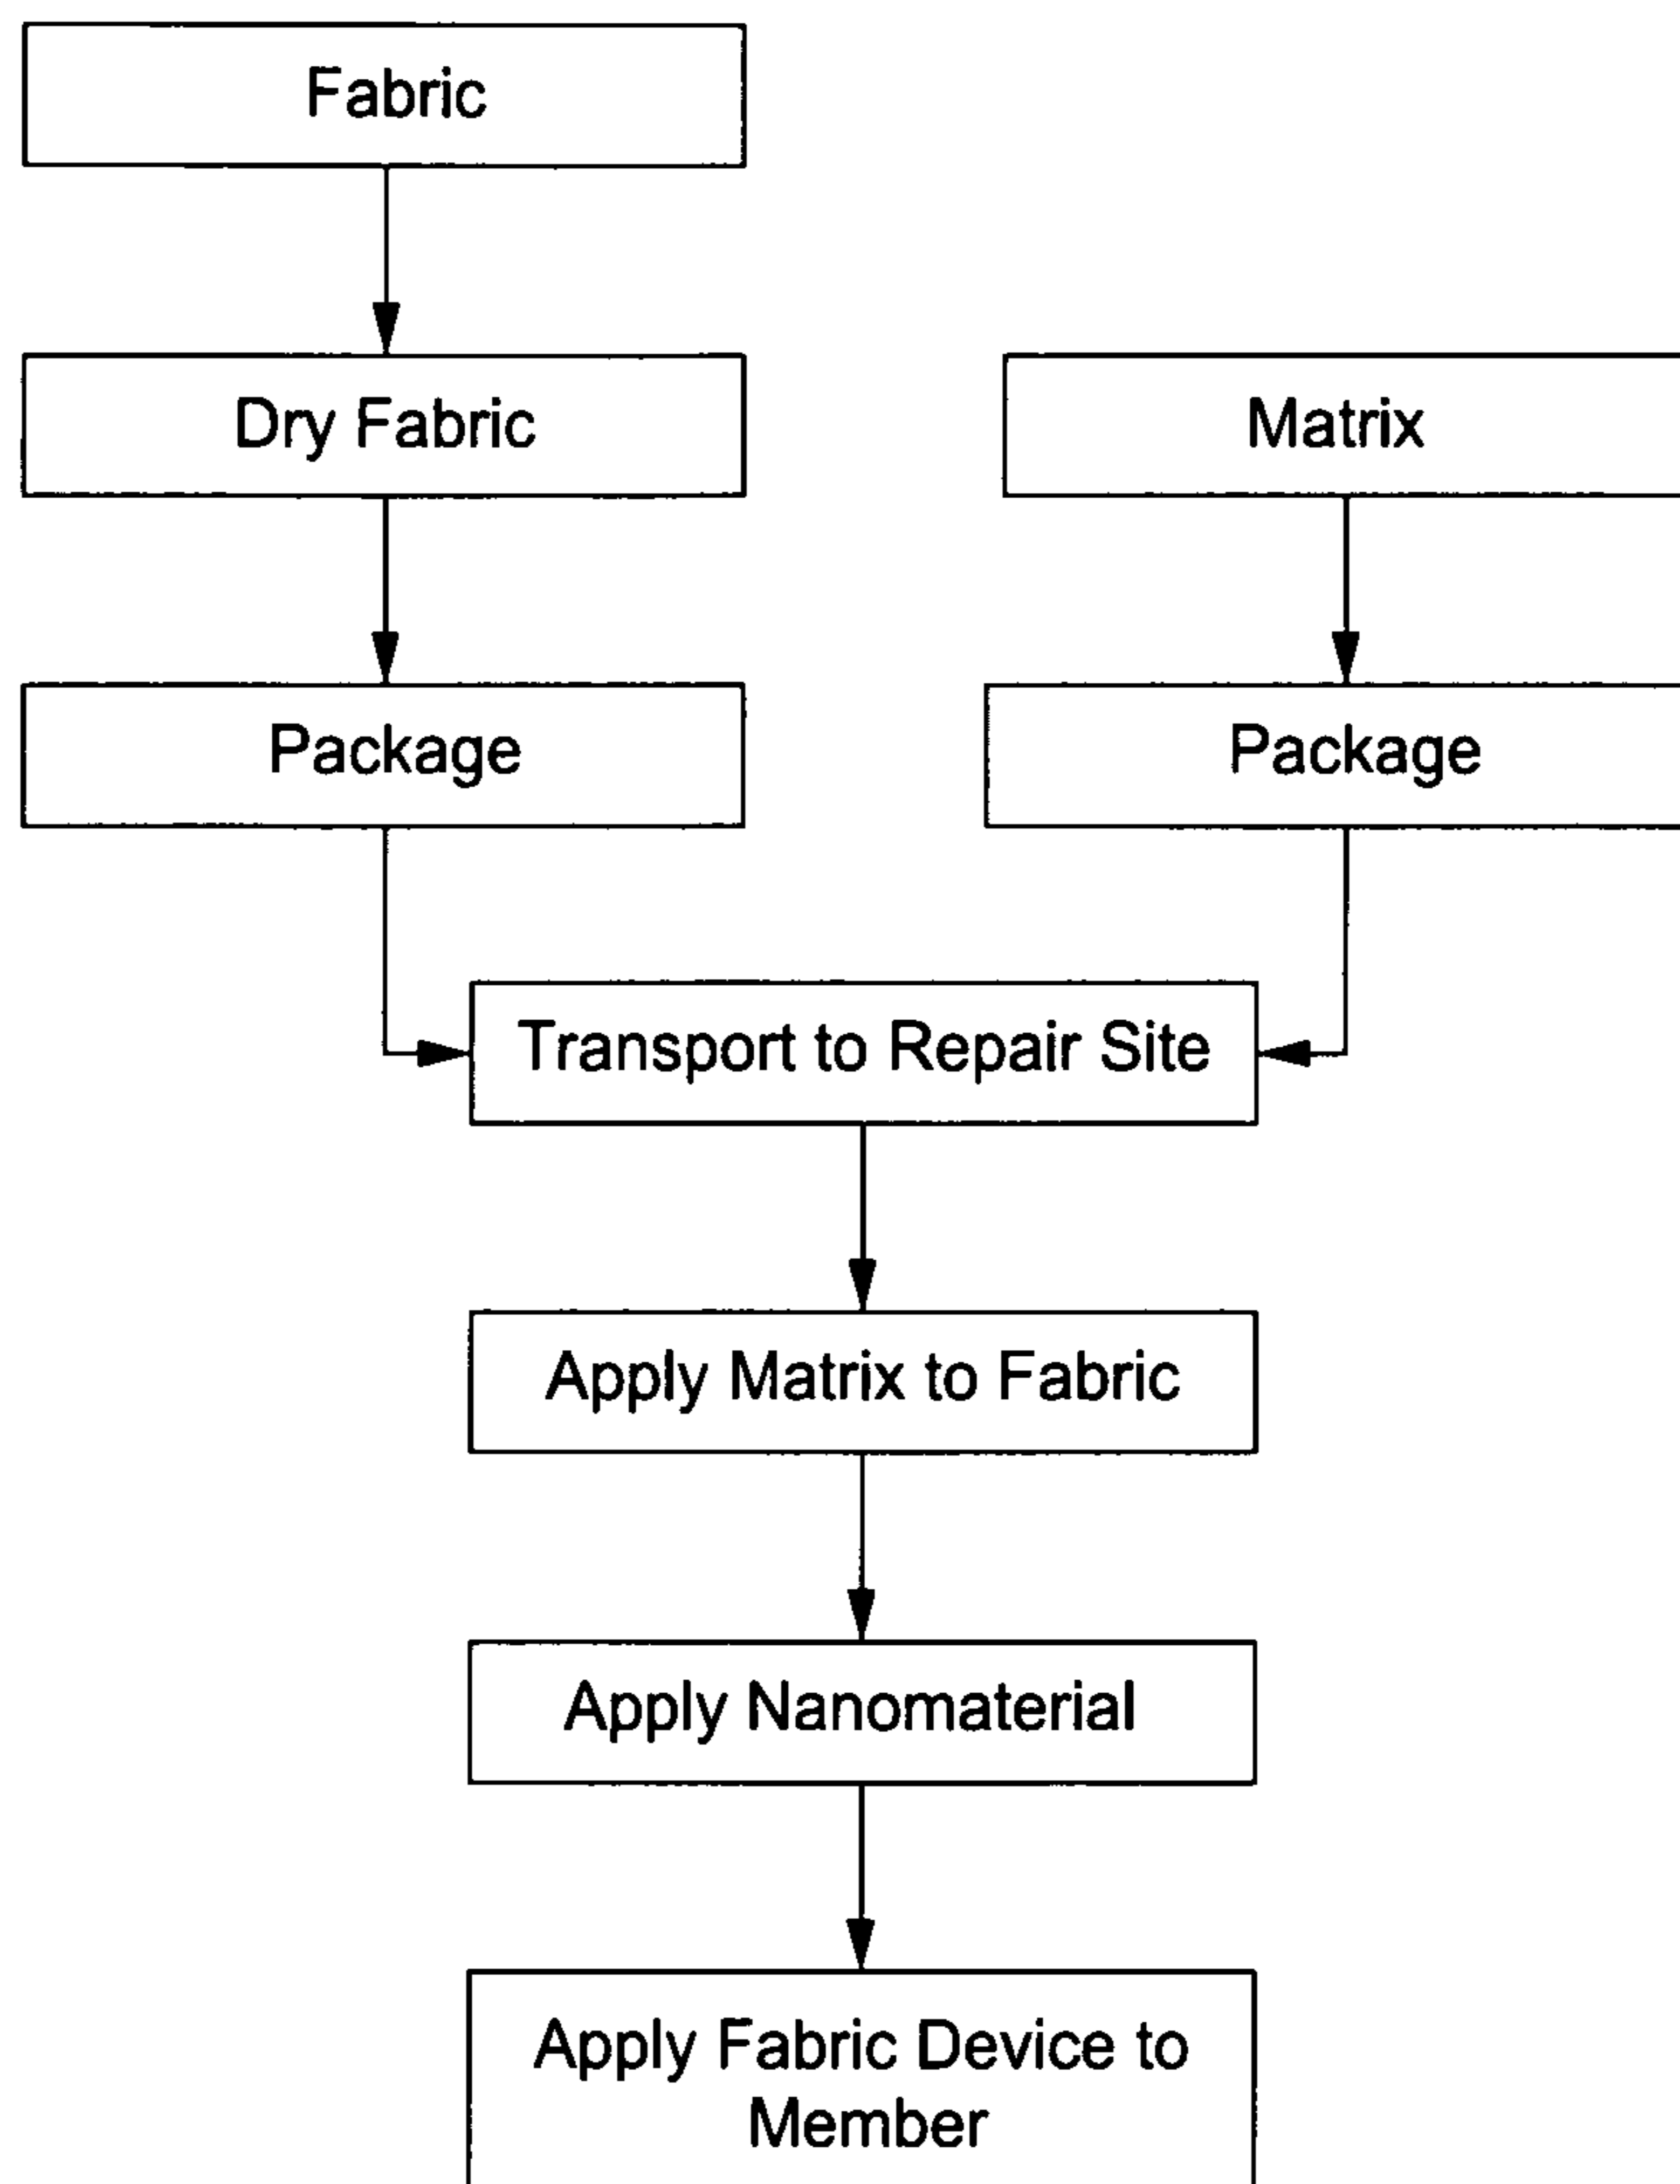 Fabric
Dry Fabric
Matrix
Package
Package
Transport to Repair Site
Apply Matrix to Fabric
Apply Nanomaterial
Apply Fabric Device to
Member